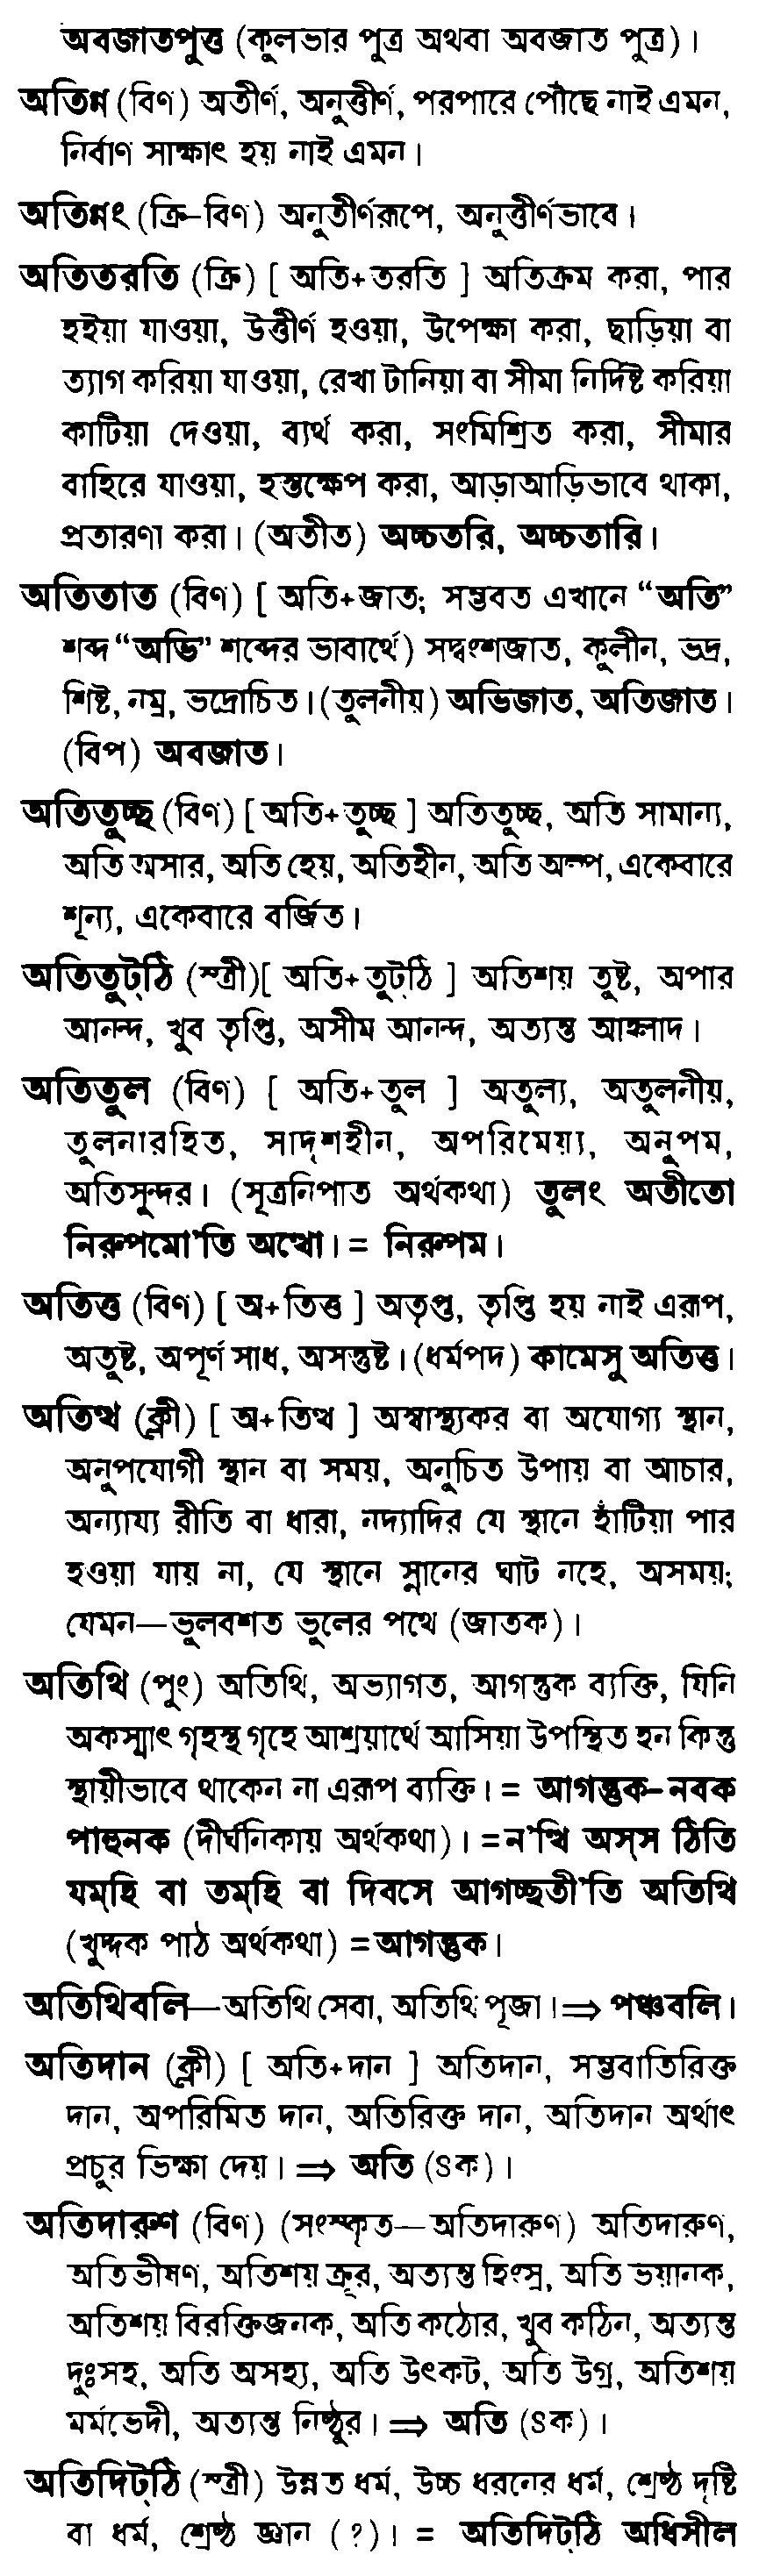 অবজাতপুত্ত (কুলভার পুত্র অথবা অবজাত পুত্র)।
অতিন্ন (বিণ) অতীর্ণ, অনুত্তীর্ণ, পরপারে পৌঁছে নাই এমন,
নির্বাণ সাক্ষাৎ হয় নাই এমন।
অতিন্নং (ক্রি-বিণ) অনুতীর্ণরূপে, অনুত্তীর্ণভাবে।
অতিতরতি (ক্রি) [ অতি+তরতি ] অতিক্রম করা, পার
হইয়া যাওয়া, উত্তীর্ণ হওয়া, উপেক্ষা করা, ছাড়িয়া বা
ত্যাগ করিয়া যাওয়া, রেখা টানিয়া বা সীমা নির্দিষ্ট করিয়া
কাটিয়া দেওয়া, ব্যর্থ করা, সংমিশ্রিত করা, সীমার
বাহিরে যাওয়া, হস্তক্ষেপ করা, আড়াআড়িভাবে থাকা,
প্রতারণা করা। (অতীত) অচ্চতরি, অচ্চতারি।
অতিতাত (বিণ) [ অতি+জাত; সম্ভবত এখানে “অতি”
শব্দ “অভি” শব্দের ভাবার্থে) সদ্বংশজাত, কুলীন, ভদ্র,
শিষ্ট, নম্র, ভদ্রোচিত। (তুলনীয়) অভিজাত, অতিজাত।
(বিপ) অবজাত।
অতিতুচ্ছ (বিণ) [ অতি+তুচ্ছ ] অতিতুচ্ছ, অতি সামান্য,
অতি অসার, অতি হেয়, অতিহীন, অতি অল্প, একেবারে
শূন্য, একেবারে বর্জিত।
অতিতুট্‌ঠি (স্ত্রী)[ অতি+তুট্‌ঠি ] অতিশয় তুষ্ট, অপার
আনন্দ, খুব তৃপ্তি, অসীম আনন্দ, অত্যন্ত আহ্লাদ।
অতিতুল (বিণ) [ অতি+তুল ] অতুল্য, অতুলনীয়,
তুলনারহিত, সাদৃশহীন, অপরিমেয়্য, অনুপম,
অতিসুন্দর। (সূত্রনিপাত অর্থকথা) তুলং অতীতো
নিরুপমো'তি অত্থো। = নিরুপম।
অতিত্ত (বিণ) [ অ+তিত্ত ] অতৃপ্ত, তৃপ্তি হয় নাই এরূপ,
অতুষ্ট, অপূর্ণ সাধ, অসন্তুষ্ট। (ধর্মপদ) কামেসু অতিত্ত।
অতিত্থ (ক্লী) [ অ+তিত্থ ] অস্বাস্থ্যকর বা অযোগ্য স্থান,
অনুপযোগী স্থান বা সময়, অনুচিত উপায় বা আচার,
অন্যায্য রীতি বা ধারা, নদ্যাদির যে স্থানে হাঁটিয়া পার
হওয়া যায় না, যে স্থানে স্নানের ঘাট নহে, অসময়;
যেমন—ভুলবশত ভুলের পথে (জাতক)।
অতিথি (পুং) অতিথি, অভ্যাগত, আগন্তুক ব্যক্তি, যিনি
অকস্মাৎ গৃহস্থ গৃহে আশ্রয়ার্থে আসিয়া উপস্থিত হন কিন্তু
স্থায়ীভাবে থাকেন না এরূপ ব্যক্তি। = আগন্তুক-নবক
পাহুনক (দীর্ঘনিকায় অর্থকথা)। =ন'ত্থি অস্‌স ঠিতি
যম্‌হি বা তম্‌হি বা দিবসে আগচ্ছতী'তি অতিথি
(খুদ্দক পাঠ অর্থকথা) =আগন্তুক।
অতিথিবলি—অতিথি সেবা, অতিথি পূজা। ⇒ পঞ্চবলি।
অতিদান (ক্লী) [ অতি+দান ] অতিদান, সম্ভবাতিরিক্ত
দান, অপরিমিত দান, অতিরিক্ত দান, অতিদান অর্থাৎ
প্রচুর ভিক্ষা দেয়। ⇒ অতি (৪ক)।
অতিদারুণ (বিণ) (সংস্কৃত—অতিদারুণ) অতিদারুণ,
অতিভীষণ, অতিশয় ক্রূর, অত্যন্ত হিংস্র, অতি ভয়ানক,
অতিশয় বিরক্তিজনক, অতি কঠোর, খুব কঠিন, অত্যন্ত
দুঃসহ, অতি অসহ্য, অতি উৎকট, অতি উগ্র, অতিশয়
মর্মভেদী, অত্যন্ত নিষ্ঠুর। ⇒ অতি (৪ক)।
অতিদিট্‌ঠি (স্ত্রী) উন্নত ধর্ম, উচ্চ ধরনের ধর্ম, শ্রেষ্ঠ দৃষ্টি
বা ধর্ম, শ্রেষ্ঠ জ্ঞান (?)। = অতিদিট্‌ঠি অধিসীল